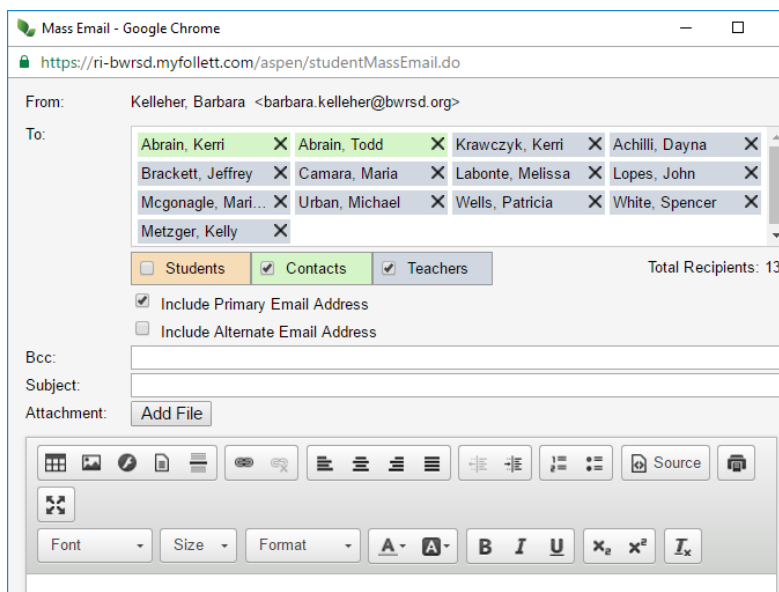 Mass Email - Google Chrome
https://ri-bwrsd.myfollett.com/aspen/studentMassEmail.do
From: Kelleher, Barbara <barbara.kelleher@bwrsd.org>
To:
Abrain, Kerri Abrain, Todd Krawczyk, Kerri Achilli, Dayna
Brackett, Jeffrey Camara, Maria Labonte, Melissa Lopes, John
Mcgonagle, Mari... Urban, Michael Wells, Patricia White, Spencer
Metzger, Kelly
Students Contacts Teachers Total Recipients: 13
Include Primary Email Address
Include Alternate Email Address
Bcc:
Subject:
Attachment: Add File
Source
Font Size Format A A B I U x₂ x² Tx